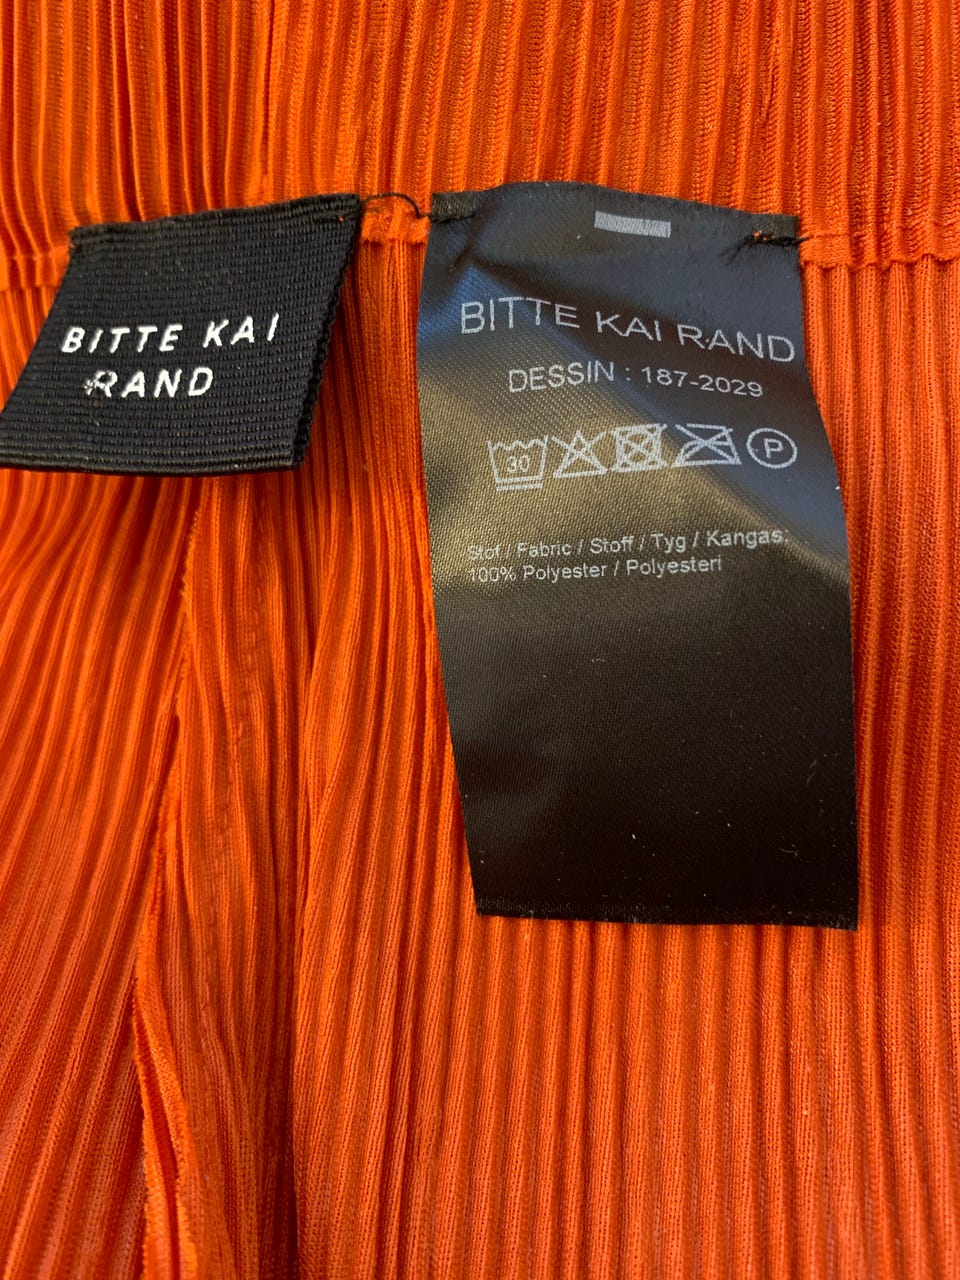 BITTE KAI
RAND
BITTE KAI RAND
DESSIN : 187-2029
30
P
Stof / Fabric / Stoff / Tyg / Kangas:
100% Polyester / Polyesteri